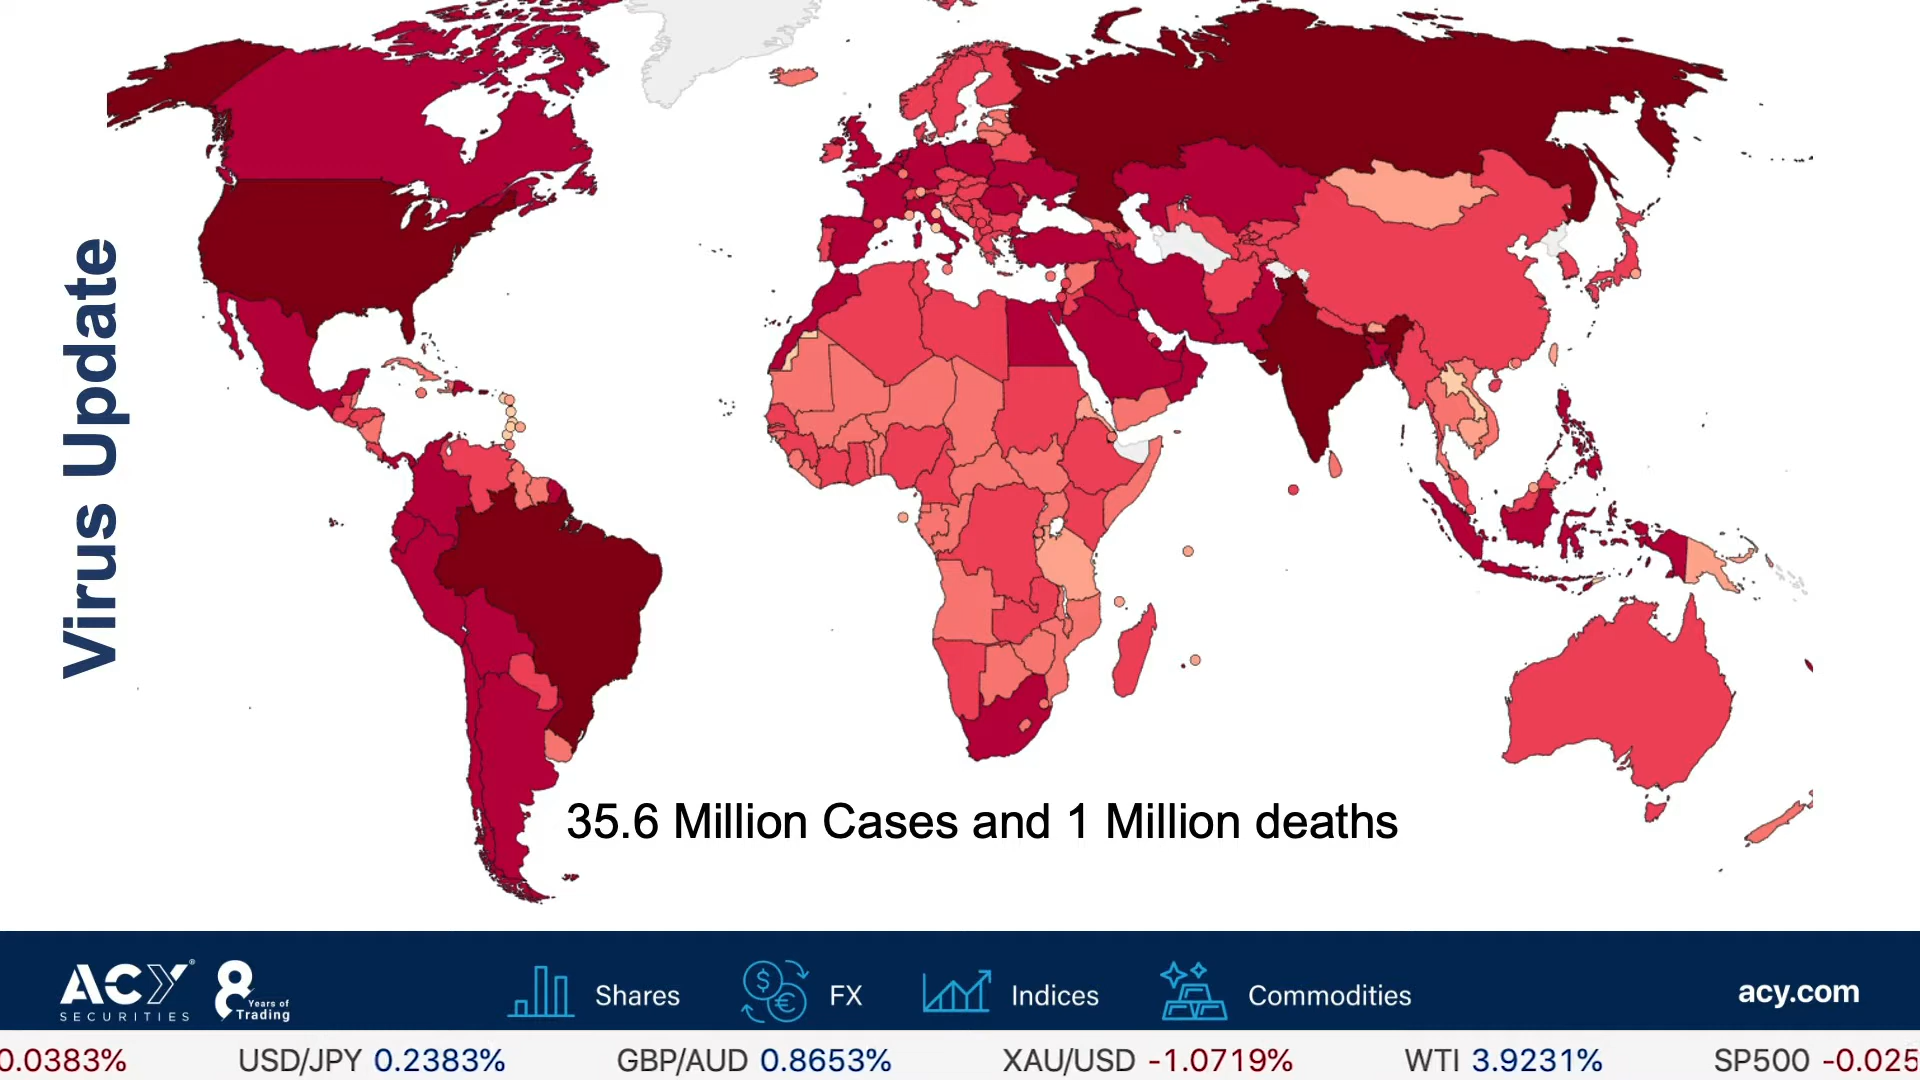 Virus Update
35.6 Million Cases and 1 Million deaths
ACY SECURITIES
8 Years of Trading
Shares
FX
Indices
Commodities
acy.com
0.0383% USD/JPY 0.2383% GBP/AUD 0.8653% XAU/USD -1.0719% WTI 3.9231% SP500 -0.025